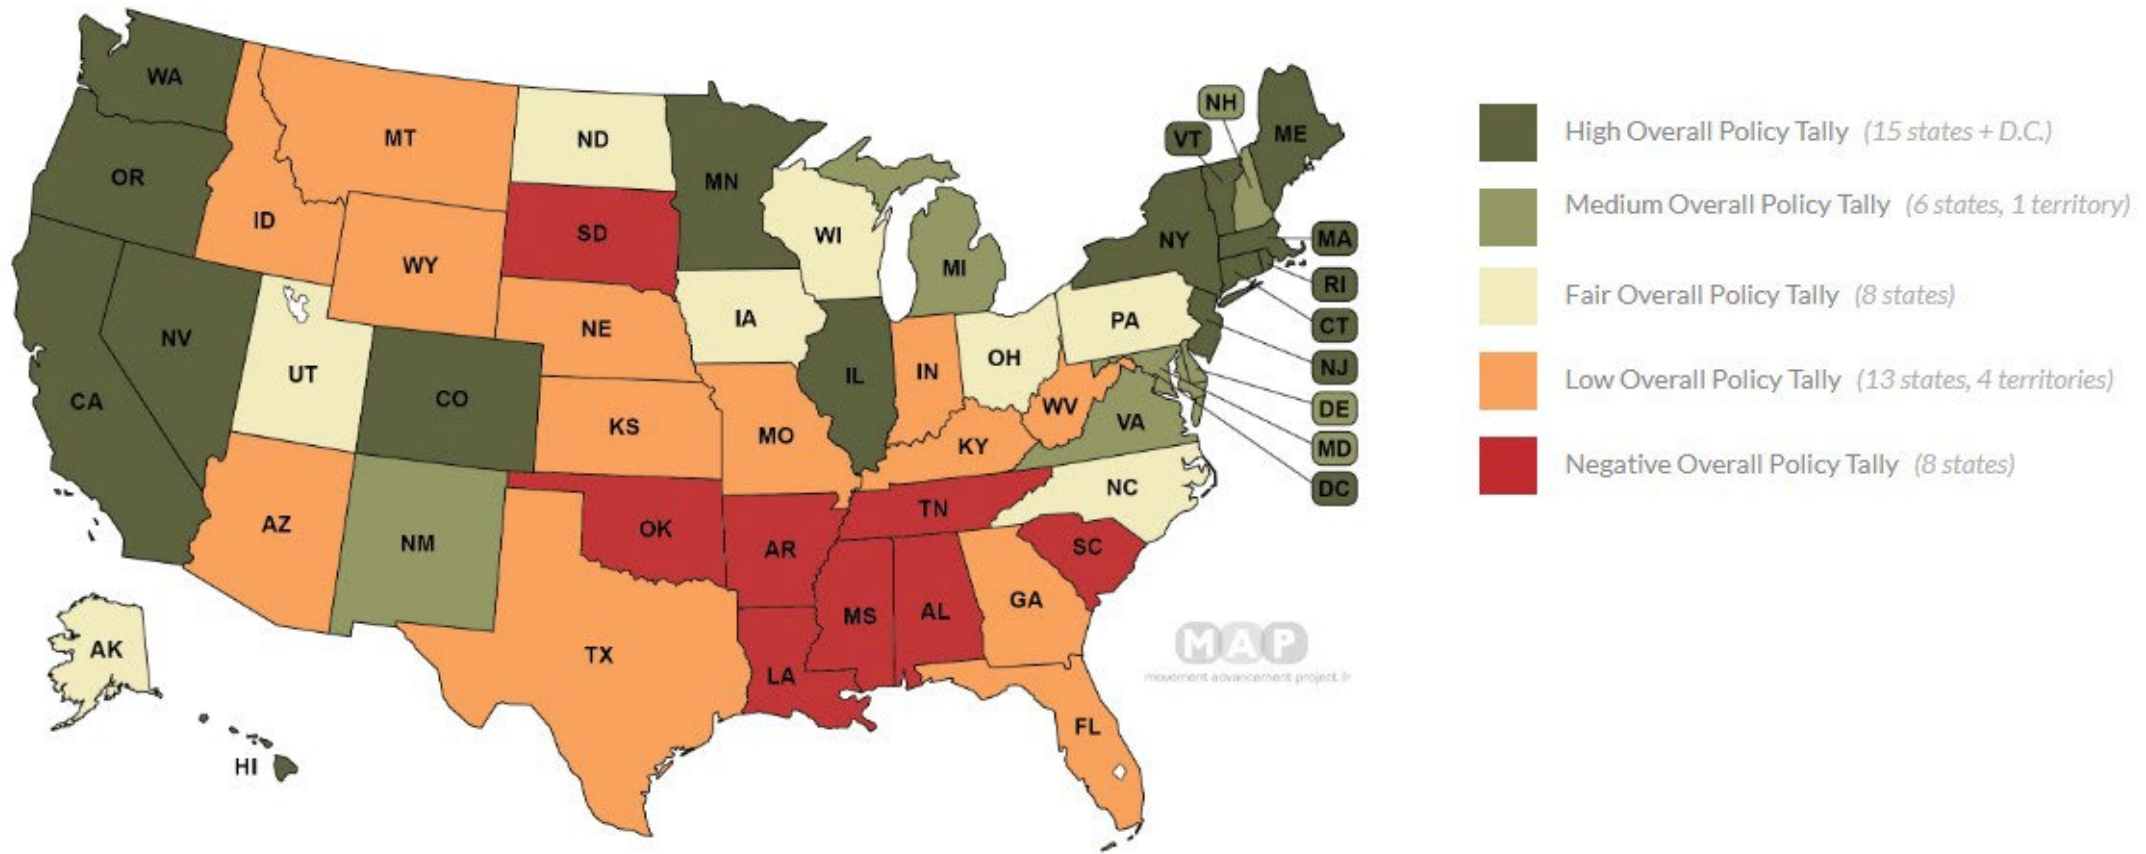 WA
MT
ND
MN
OR
ID
SD
WI
WY
MI
NY
VT
NH
ME
MA
RI
CT
NJ
DE
MD
DC
NV
UT
CA
CO
NE
IA
IL
IN
OH
PA
KS
MO
KY
WV
VA
AZ
NM
OK
AR
TN
NC
SC
MS
AL
GA
TX
LA
FL
AK
HI
MAP
movement advancement project
High Overall Policy Tally (15 states + D.C.)
Medium Overall Policy Tally (6 states, 1 territory)
Fair Overall Policy Tally (8 states)
Low Overall Policy Tally (13 states, 4 territories)
Negative Overall Policy Tally (8 states)